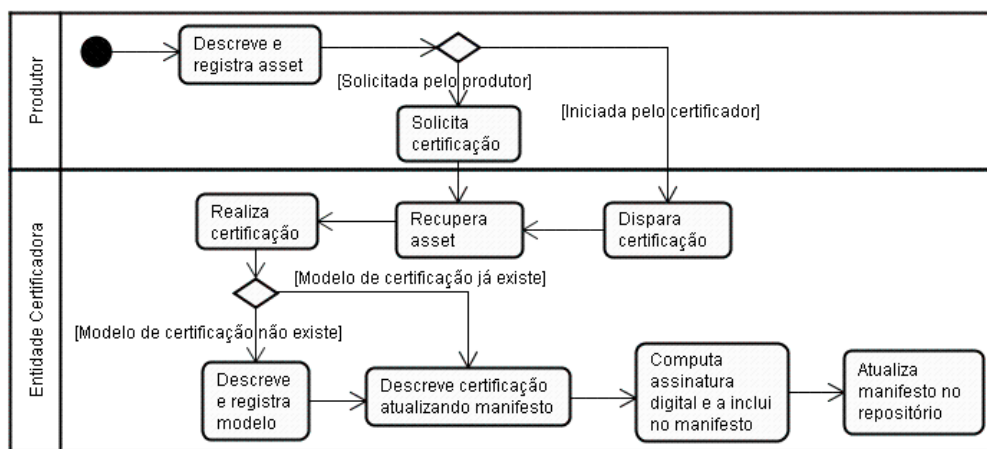 Produtor
Descreve e
registra asset
[Solicitada pelo produtor]
[Iniciada pelo certificador]
Solicita
certificação
Entidade Certificadora
Realiza
certificação
Recupera
asset
Dispara
certificação
[Modelo de certificação já existe]
[Modelo de certificação não existe]
Descreve
e registra
modelo
Descreve certificação
atualizando manifesto
Computa
assinatura
digital e a inclui
no manifesto
Atualiza
manifesto no
repositório